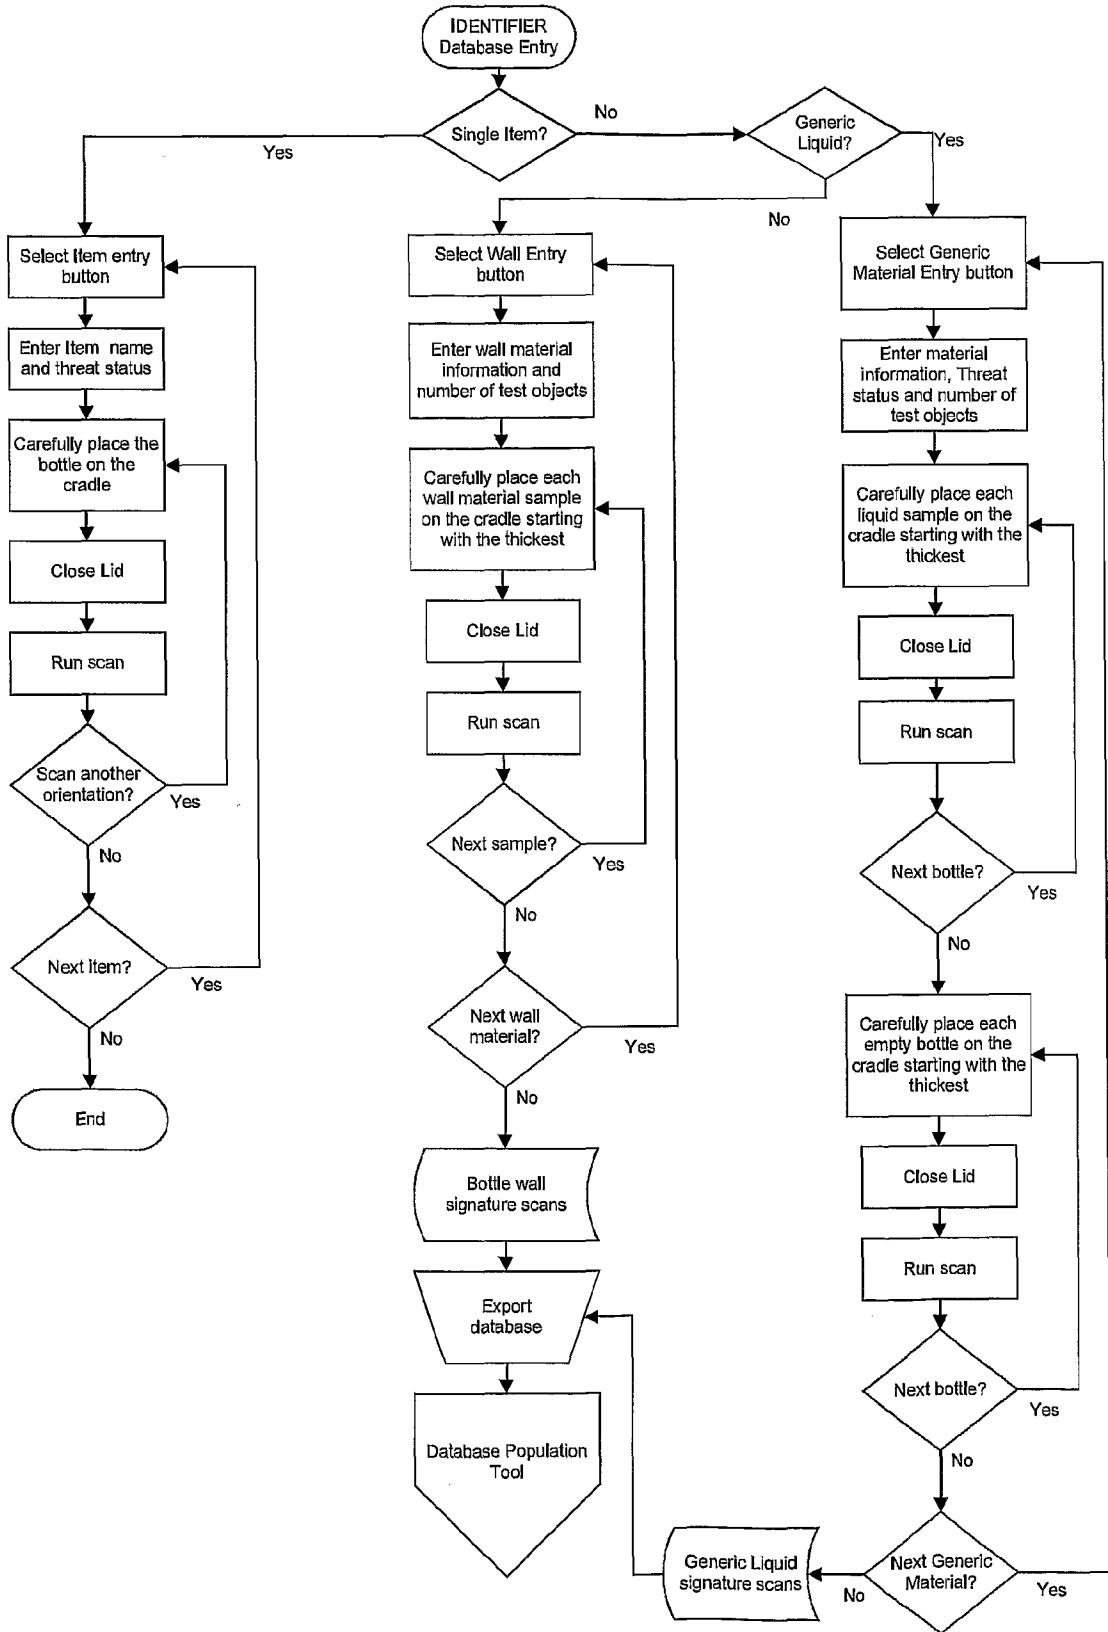 IDENTIFIER
Database Entry
Single Item?
No
Generic
Liquid?
Yes
Yes
No
Select Item entry
button
Enter Item name
and threat status
Carefully place the
bottle on the
cradle
Close Lid
Run scan
Scan another
orientation?
Yes
No
Next item?
Yes
No
End
Select Wall Entry
button
Enter wall material
information and
number of test objects
Carefully place each
wall material sample
on the cradle starting
with the thickest
Close Lid
Run scan
Next sample?
Yes
No
Next wall
material?
Yes
No
Bottle wall
signature scans
Export
database
Database Population
Tool
Select Generic
Material Entry button
Enter material
information, Threat
status and number of
test objects
Carefully place each
liquid sample on the
cradle starting with the
thickest
Close Lid
Run scan
Next bottle?
Yes
No
Carefully place each
empty bottle on the
cradle starting with the
thickest
Close Lid
Run scan
Next bottle?
Yes
No
Next Generic
Material?
Yes
No
Generic Liquid
signature scans